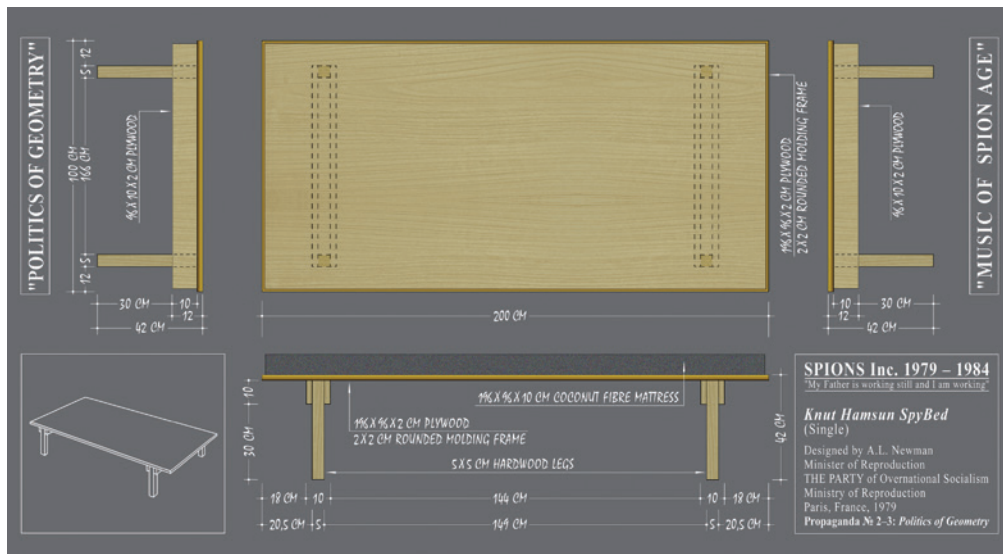 "POLITICS OF GEOMETRY"
12
5
100 CM
166 CM
5
12
96 X 10 X 2 CM PLYWOOD
30 CM
10
12
42 CM
196 X 96 X 2 CM PLYWOOD
2 X 2 CM ROUNDED MOLDING FRAME
200 CM
96 X 10 X 2 CM PLYWOOD
10
30 CM
12
42 CM
"MUSIC OF SPION AGE"
196 X 96 X 10 CM COCONUT FIBRE MATTRESS
196 X 96 X 2 CM PLYWOOD
2 X 2 CM ROUNDED MOLDING FRAME
5 X 5 CM HARDWOOD LEGS
10
30 CM
42 CM
18 CM
10
144 CM
10
18 CM
20,5 CM
5
149 CM
5
20,5 CM
SPIONS Inc. 1979 – 1984
"My Father is working still and I am working"
Knut Hamsun SpyBed
(Single)
Designed by A.L. Newman
Minister of Reproduction
THE PARTY of Overnational Socialism
Ministry of Reproduction
Paris, France, 1979
Propaganda № 2–3: Politics of Geometry